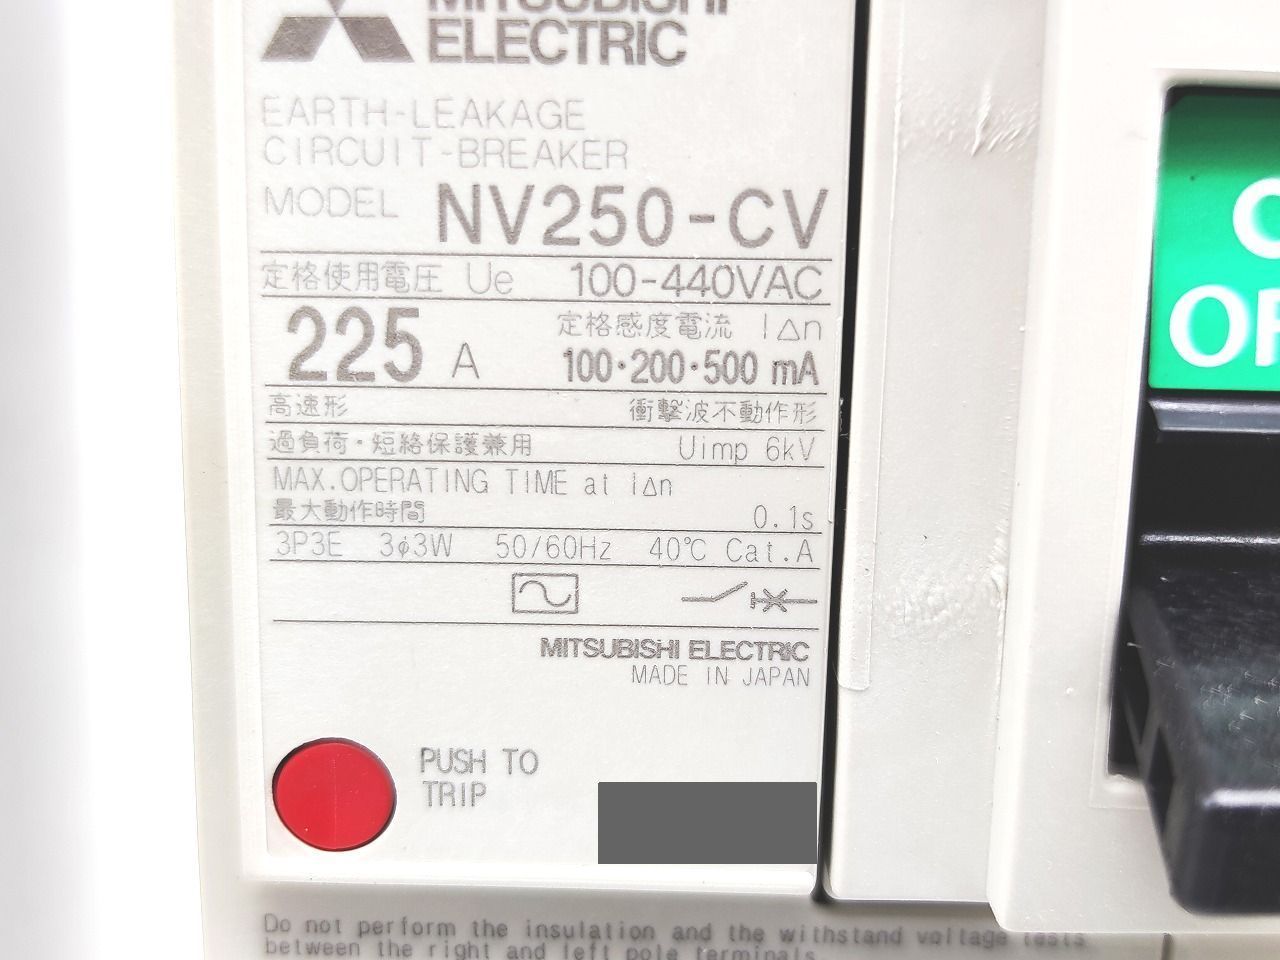 MITSUBISHI
ELECTRIC
EARTH-LEAKAGE
CIRCUIT-BREAKER
MODEL NV250-CV
定格使用電圧 Ue 100-440VAC
225 A 定格感度電流 I△n
100・200・500 mA
高速形 衝撃波不動作形
過負荷・短絡保護兼用 Uimp 6kV
MAX.OPERATING TIME at I△n
最大動作時間 0.1s
3P3E 3φ3W 50/60Hz 40℃ Cat.A
MITSUBISHI ELECTRIC
MADE IN JAPAN
PUSH TO
TRIP
Do not perform the insulation and the withstand voltage tests
between the right and left pole terminals.